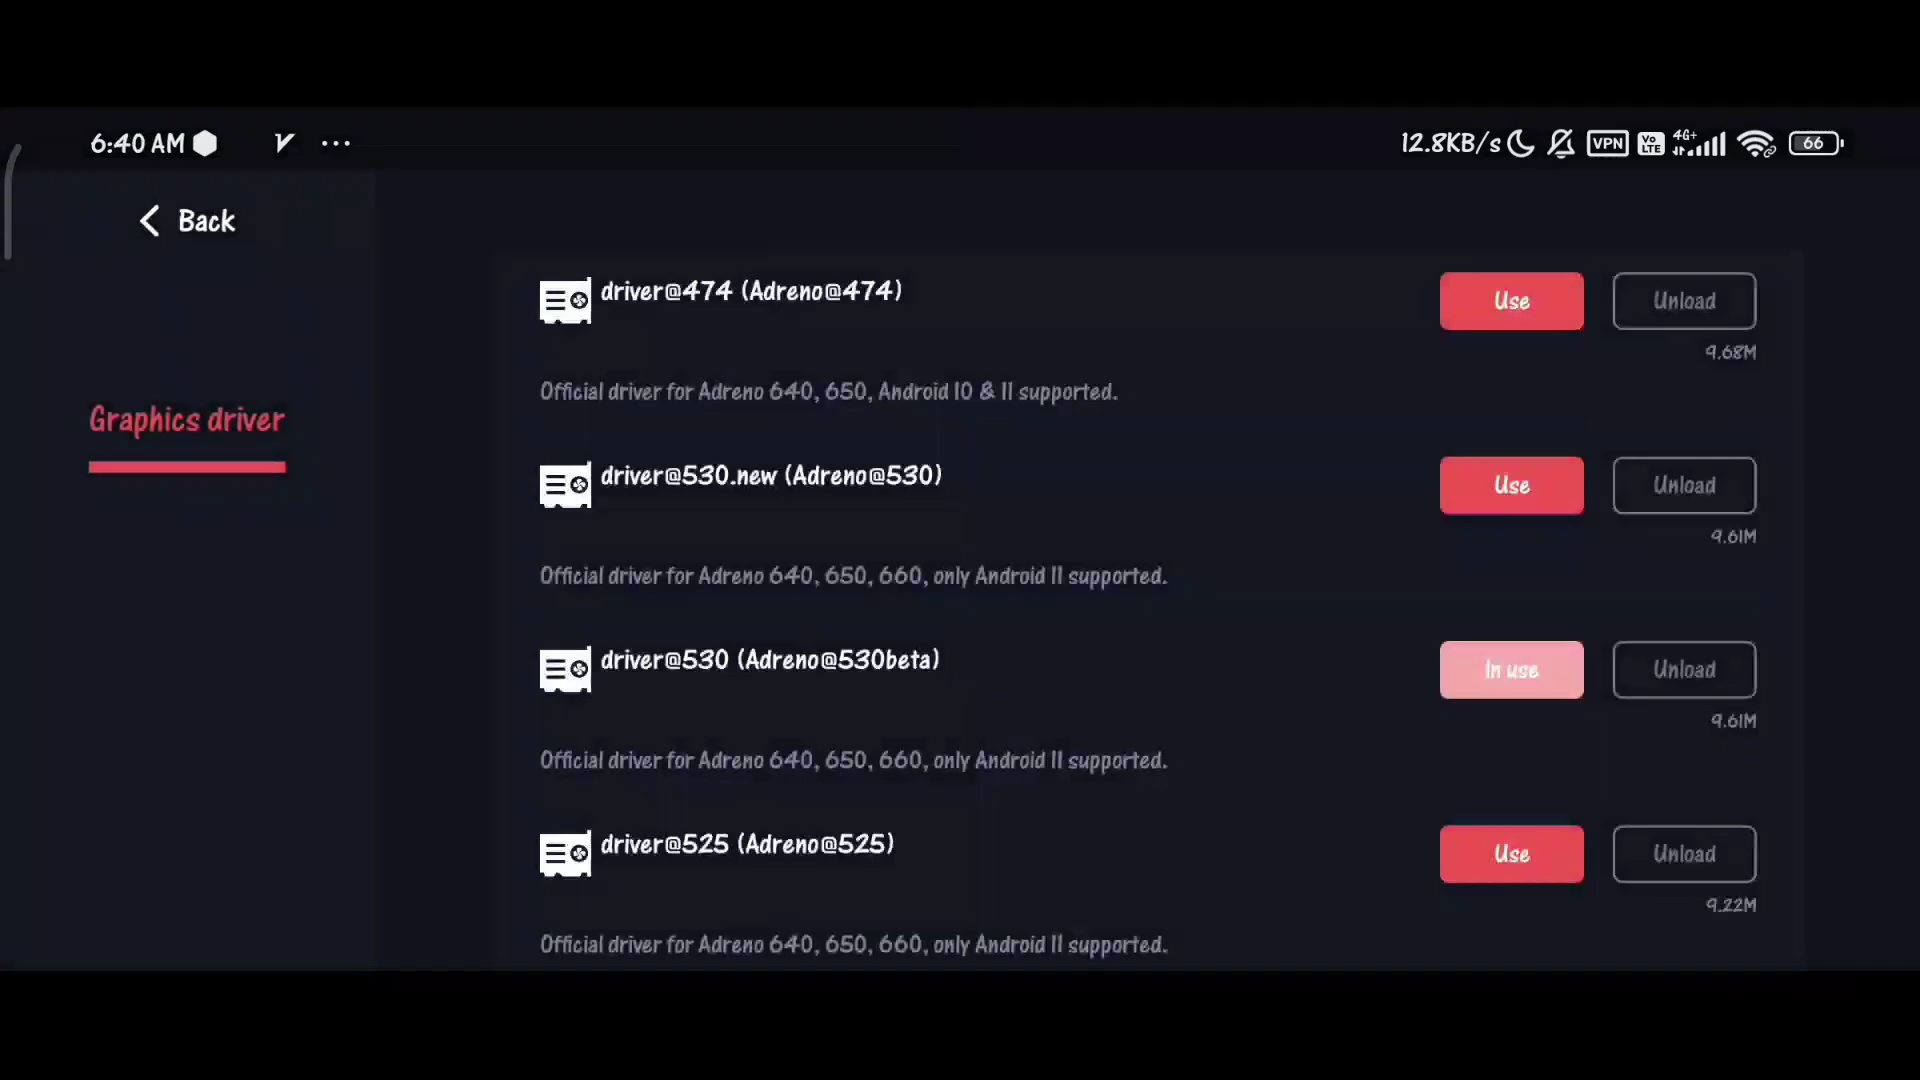 6:40 AM 12.8KB/s VPN Vo LTE 4G+ 66
Back
Graphics driver
driver@474 (Adreno@474)
Use
Unload
9.68M
Official driver for Adreno 640, 650, Android 10 & 11 supported.
driver@530.new (Adreno@530)
Use
Unload
9.61M
Official driver for Adreno 640, 650, 660, only Android 11 supported.
driver@530 (Adreno@530beta)
In use
Unload
9.61M
Official driver for Adreno 640, 650, 660, only Android 11 supported.
driver@525 (Adreno@525)
Use
Unload
9.22M
Official driver for Adreno 640, 650, 660, only Android 11 supported.